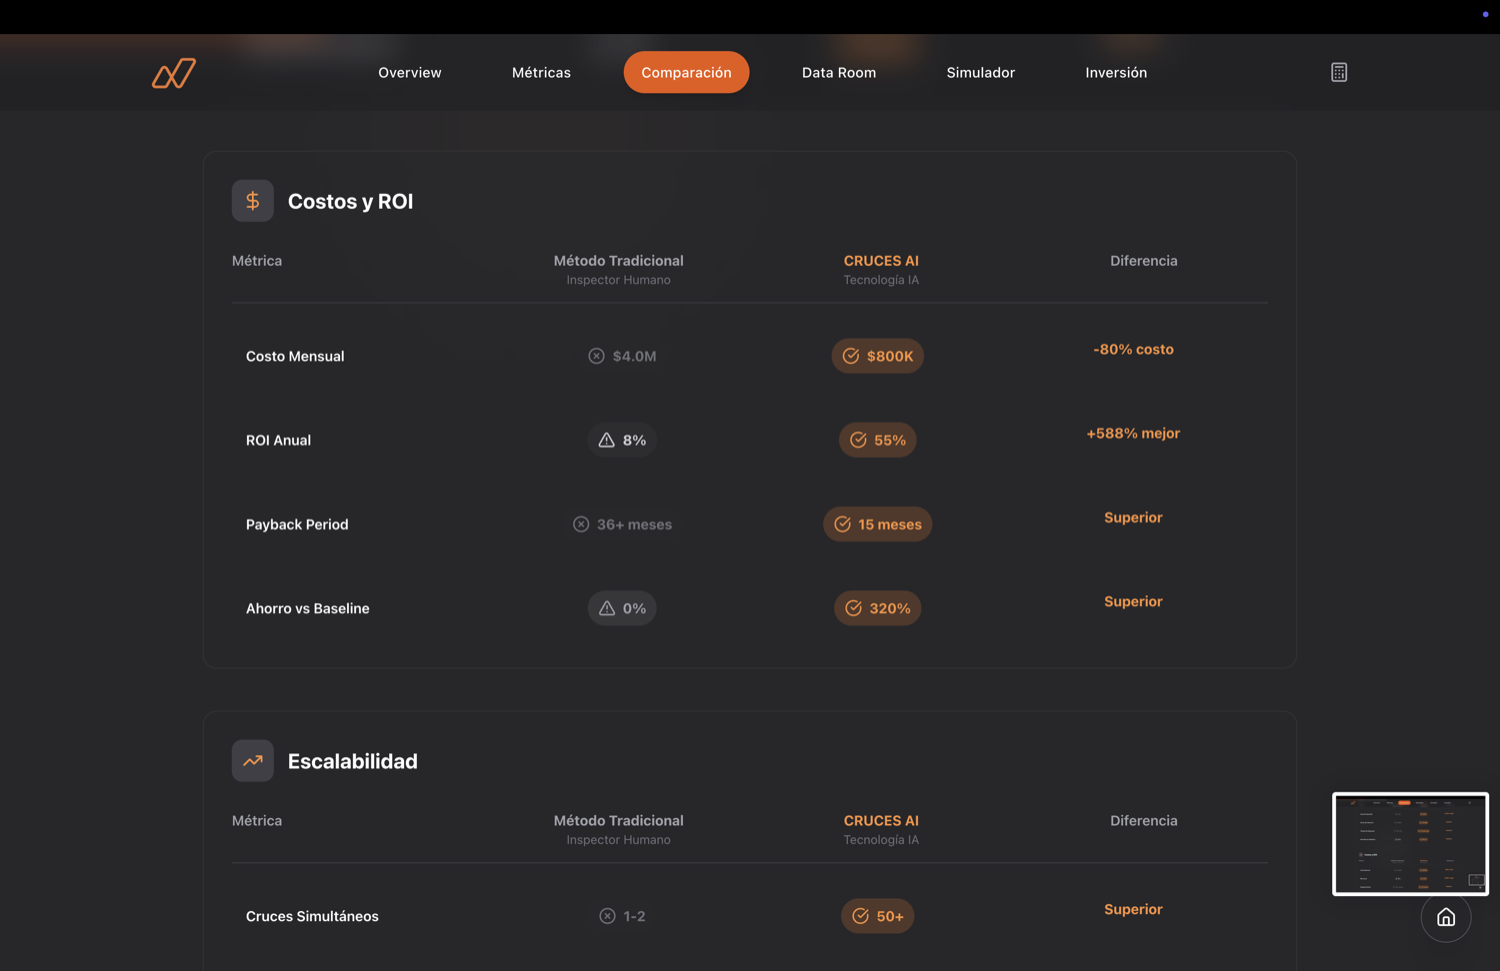 Overview
Métricas
Comparación
Data Room
Simulador
Inversión
Costos y ROI
Métrica
Método Tradicional
Inspector Humano
CRUCES AI
Tecnología IA
Diferencia
Costo Mensual
$4.0M
$800K
-80% costo
ROI Anual
8%
55%
+588% mejor
Payback Period
36+ meses
15 meses
Superior
Ahorro vs Baseline
0%
320%
Superior
Escalabilidad
Métrica
Método Tradicional
Inspector Humano
CRUCES AI
Tecnología IA
Diferencia
Cruces Simultáneos
1-2
50+
Superior